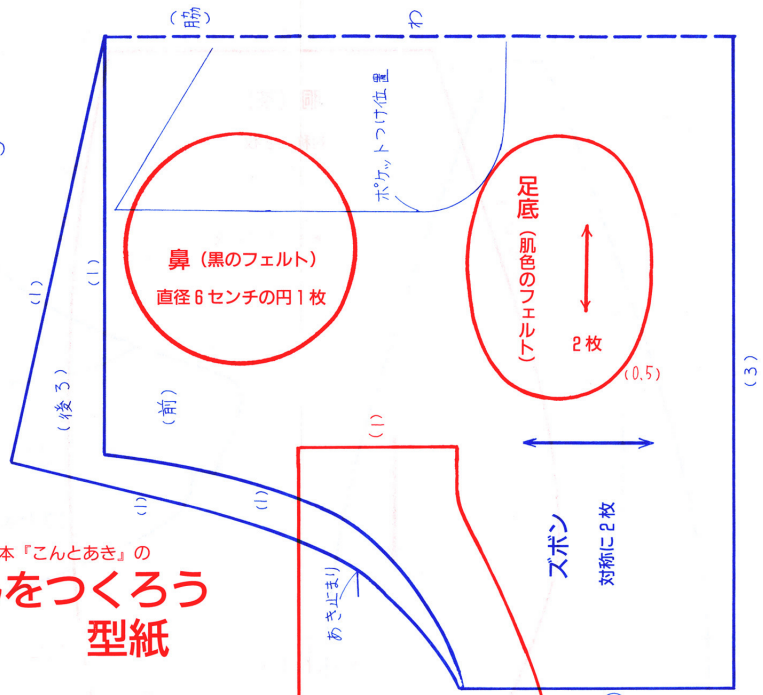 (脇)
わ
ポケットつけ位置
鼻(黒のフェルト)
直径6センチの円1枚
足底
(肌色のフェルト)
2枚
(0.5)
(1)
(1)
(後ろ)
(前)
(1)
(3)
(1)
(1)
ズボン
対称に2枚
あき止まり
本『こんとあき』の
をつくろう
型紙